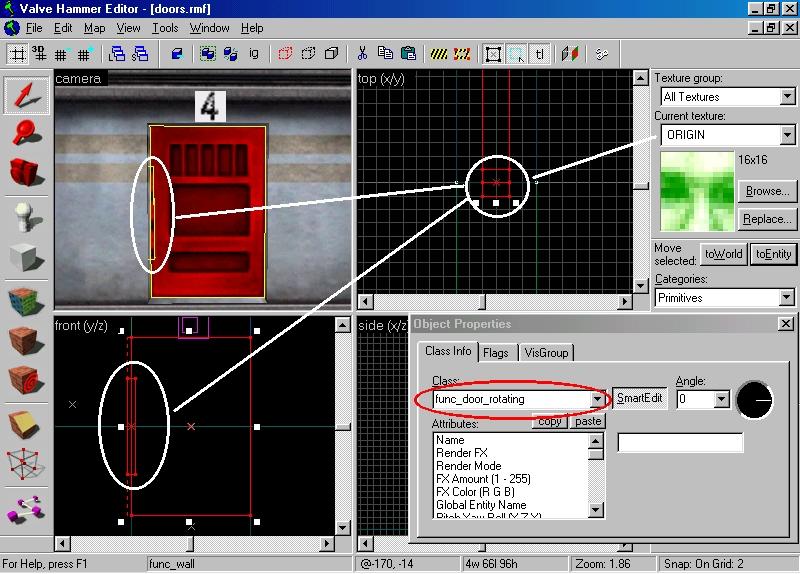 Valve Hammer Editor - [doors.rmf]
File Edit Map View Tools Window Help
3D ig tl
camera
4
top (x/y)
Texture group:
All Textures
Current texture:
ORIGIN
16x16
Browse...
Replace...
Move selected: toWorld toEntity
Categories:
Primitives
front (y/z)
side (x/z
Object Properties
Class Info Flags VisGroup
Class:
func_door_rotating
SmartEdit
Angle:
0
Attributes:
copy paste
Name
Render FX
Render Mode
FX Amount (1 - 255)
FX Color (R G B)
Global Entity Name
Pitch Yaw Roll (Y Z X)
For Help, press F1 func_wall @-170, -14 4w 66l 96h Zoom: 1.86 Snap: On Grid: 2